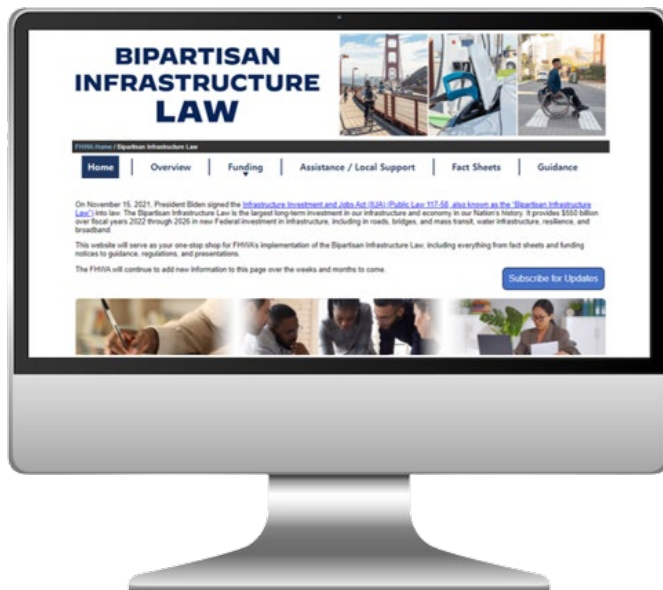 BIPARTISAN
INFRASTRUCTURE
LAW
FHWA Home / Bipartisan Infrastructure Law
Home | Overview | Funding | Assistance / Local Support | Fact Sheets | Guidance
On November 15, 2021, President Biden signed the Infrastructure Investment and Jobs Act (IIJA) (Public Law 117-58, also known as the "Bipartisan Infrastructure
Law") into law. The Bipartisan Infrastructure Law is the largest long-term investment in our infrastructure and economy in our Nation's history. It provides $550 billion
over fiscal years 2022 through 2026 in new Federal investment in infrastructure, including in roads, bridges, and mass transit, water infrastructure, resilience, and
broadband.
This website will serve as your one-stop shop for FHWA's implementation of the Bipartisan Infrastructure Law, including everything from fact sheets and funding
notices to guidance, regulations, and presentations.
The FHWA will continue to add new information to this page over the weeks and months to come.
Subscribe for Updates